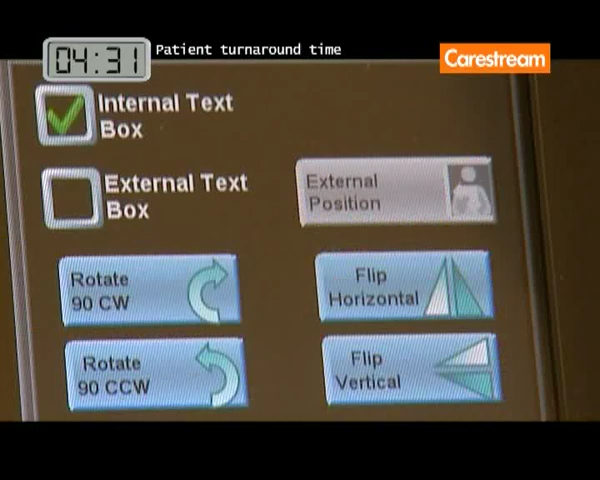 04:31
Patient turnaround time
Carestream
Internal Text
Box
External Text
Box
External
Position
Rotate
90 CW
Flip
Horizontal
Rotate
90 CCW
Flip
Vertical